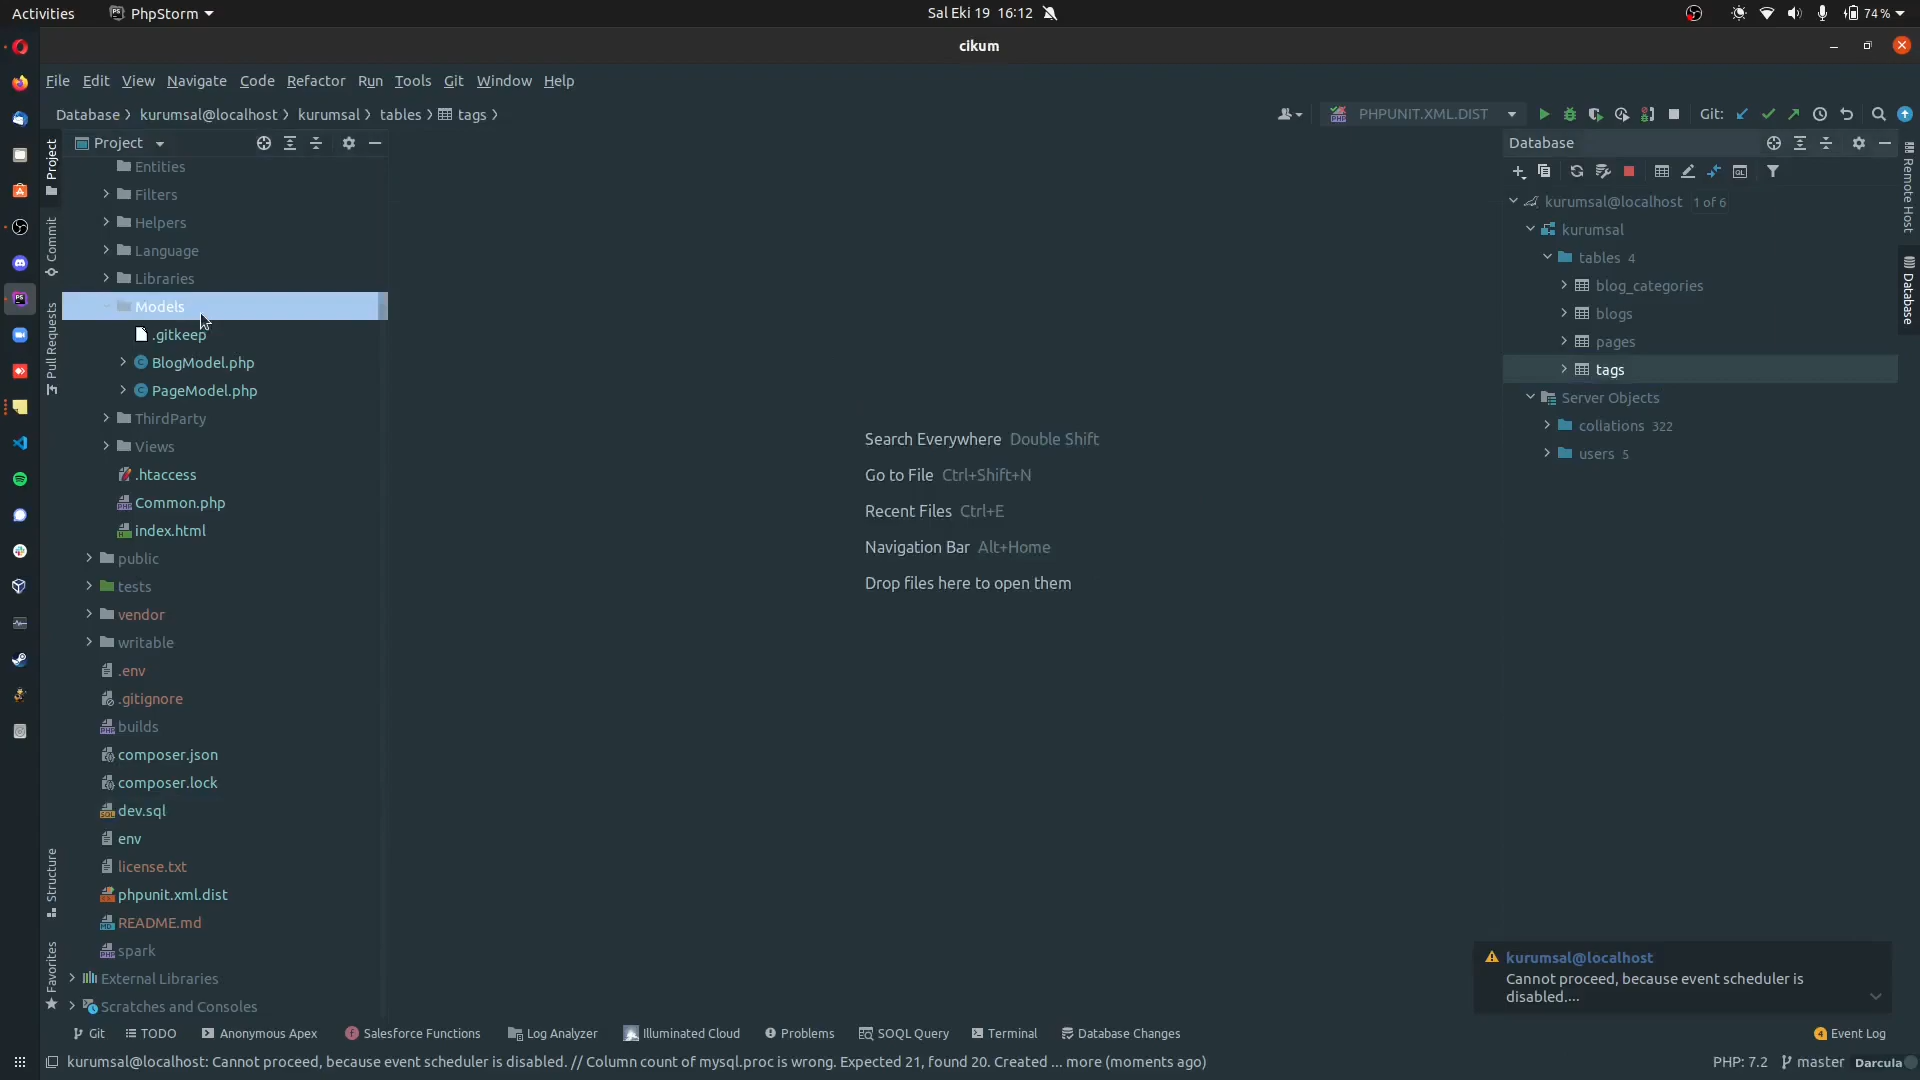 Activities PhpStorm Sal Eki 19 16:12 74 %
cikum
File Edit View Navigate Code Refactor Run Tools Git Window Help
Database kurumsal@localhost kurumsal tables tags PHPUNIT.XML.DIST Git:
Project
Entities
Filters
Helpers
Language
Libraries
Models
.gitkeep
BlogModel.php
PageModel.php
ThirdParty
Views
.htaccess
Common.php
index.html
public
tests
vendor
writable
.env
.gitignore
builds
composer.json
composer.lock
dev.sql
env
license.txt
phpunit.xml.dist
README.md
spark
External Libraries
Scratches and Consoles
Project
Commit
Pull Requests
Structure
Favorites
Search Everywhere Double Shift
Go to File Ctrl+Shift+N
Recent Files Ctrl+E
Navigation Bar Alt+Home
Drop files here to open them
Database
kurumsal@localhost 1 of 6
kurumsal
tables 4
blog_categories
blogs
pages
tags
Server Objects
collations 322
users 5
Remote Host
Database
kurumsal@localhost
Cannot proceed, because event scheduler is
disabled....
Git TODO Anonymous Apex Salesforce Functions Log Analyzer Illuminated Cloud Problems SOQL Query Terminal Database Changes 4 Event Log
kurumsal@localhost: Cannot proceed, because event scheduler is disabled. // Column count of mysql.proc is wrong. Expected 21, found 20. Created ... more (moments ago) PHP: 7.2 master Darcula